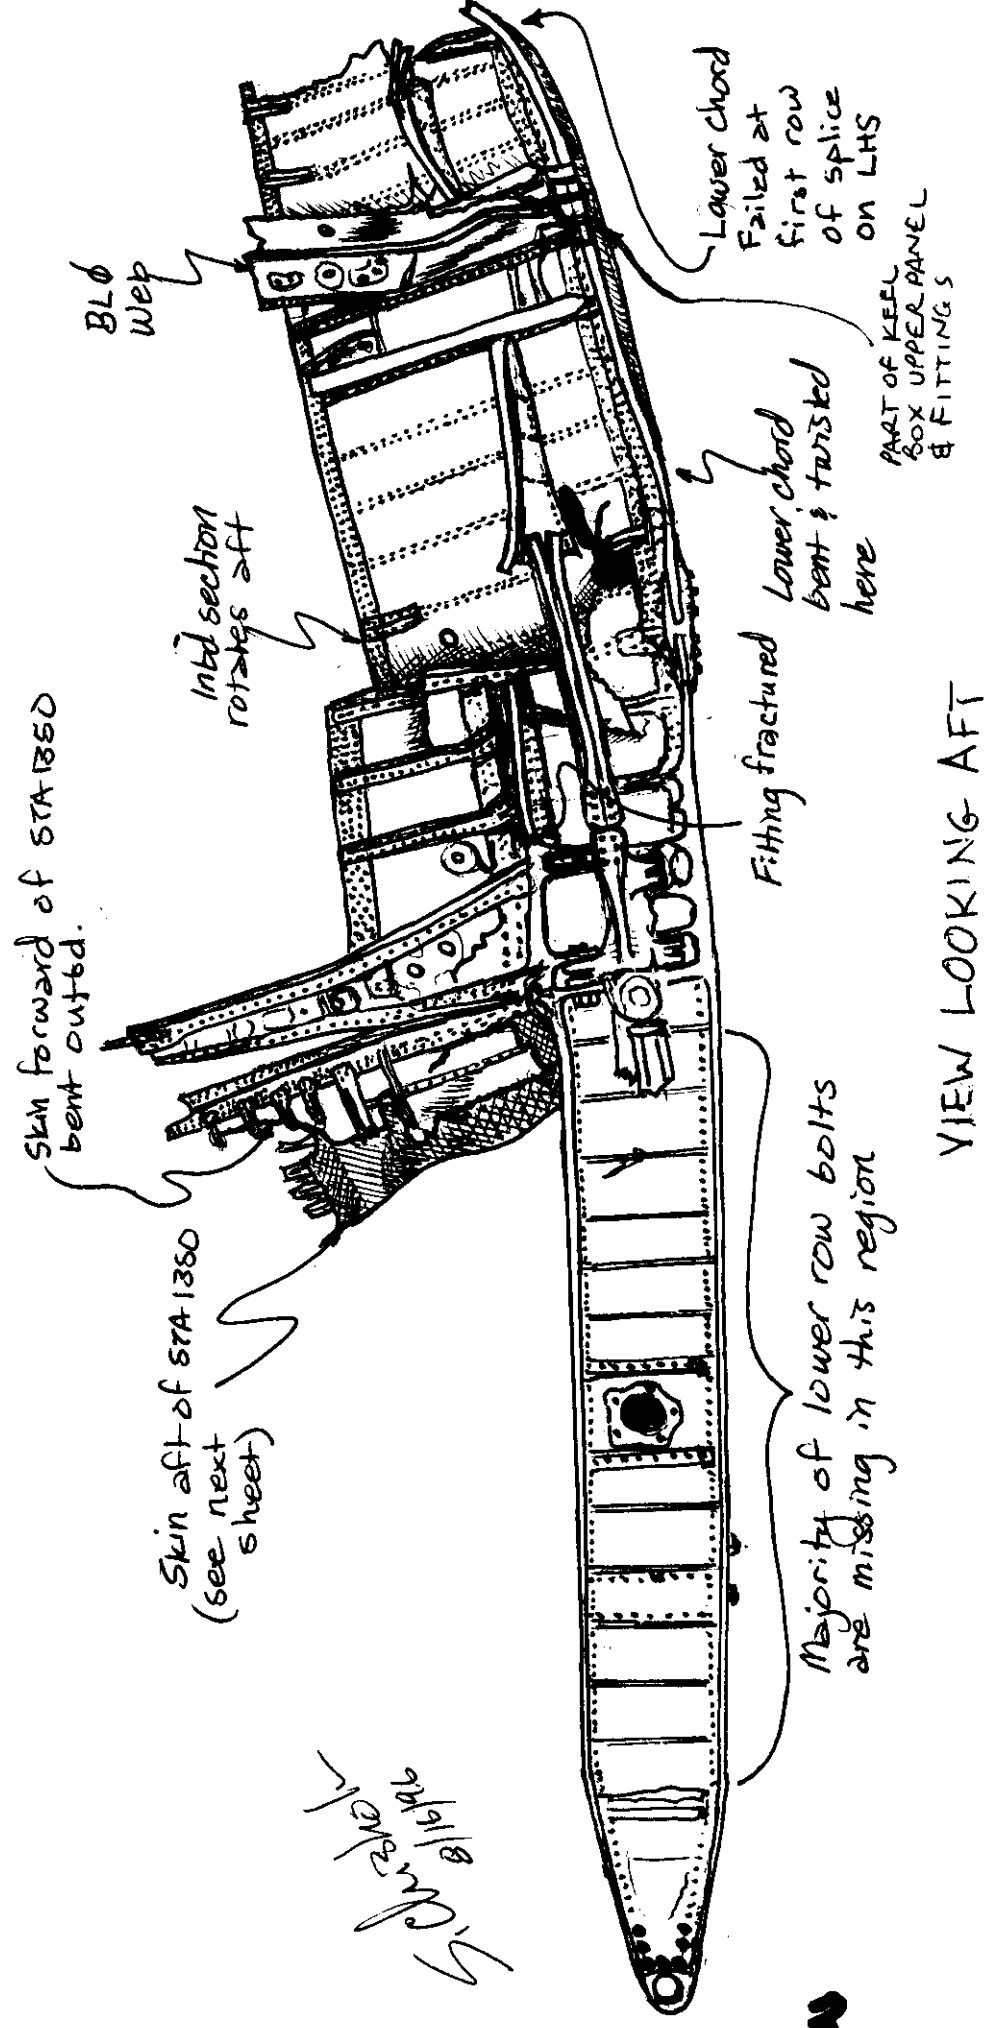 Skin forward of STA 1350
bent outbd.
Skin aft of STA 1350
(see next
sheet)
Inbd section
rotates aft
BLØ
Web
Lower chord
Failed at
first row
of splice
on LHS
PART OF KEEL
BOX UPPER PANEL
& FITTINGS
Lower chord
bent & twisted
here
Fitting fractured
Majority of lower row bolts
are missing in this region
8/16/96
VIEW LOOKING AFT